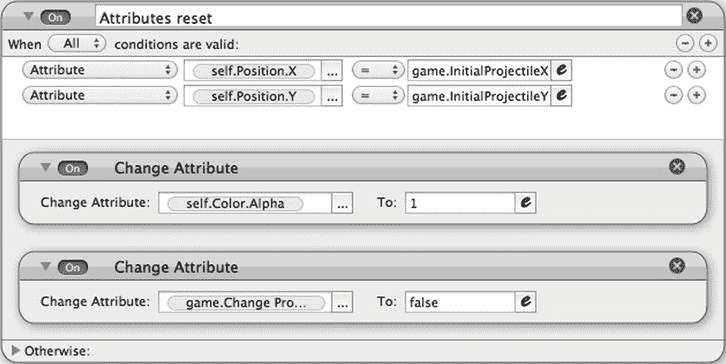 On Attributes reset
When All conditions are valid:
Attribute self.Position.X ... = game.InitialProjectileX e
Attribute self.Position.Y ... = game.InitialProjectileY e
On Change Attribute
Change Attribute: self.Color.Alpha ... To: 1 e
On Change Attribute
Change Attribute: game.Change Pro... ... To: false e
Otherwise: